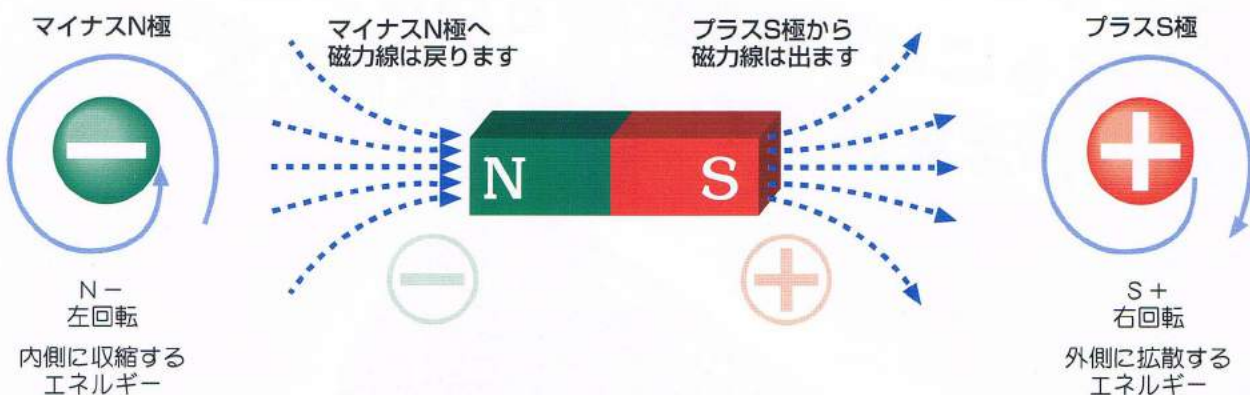 マイナスN極
マイナスN極へ
磁力線は戻ります
プラスS極から
磁力線は出ます
プラスS極
N
S
N −
左回転
内側に収縮する
エネルギー
S +
右回転
外側に拡散する
エネルギー